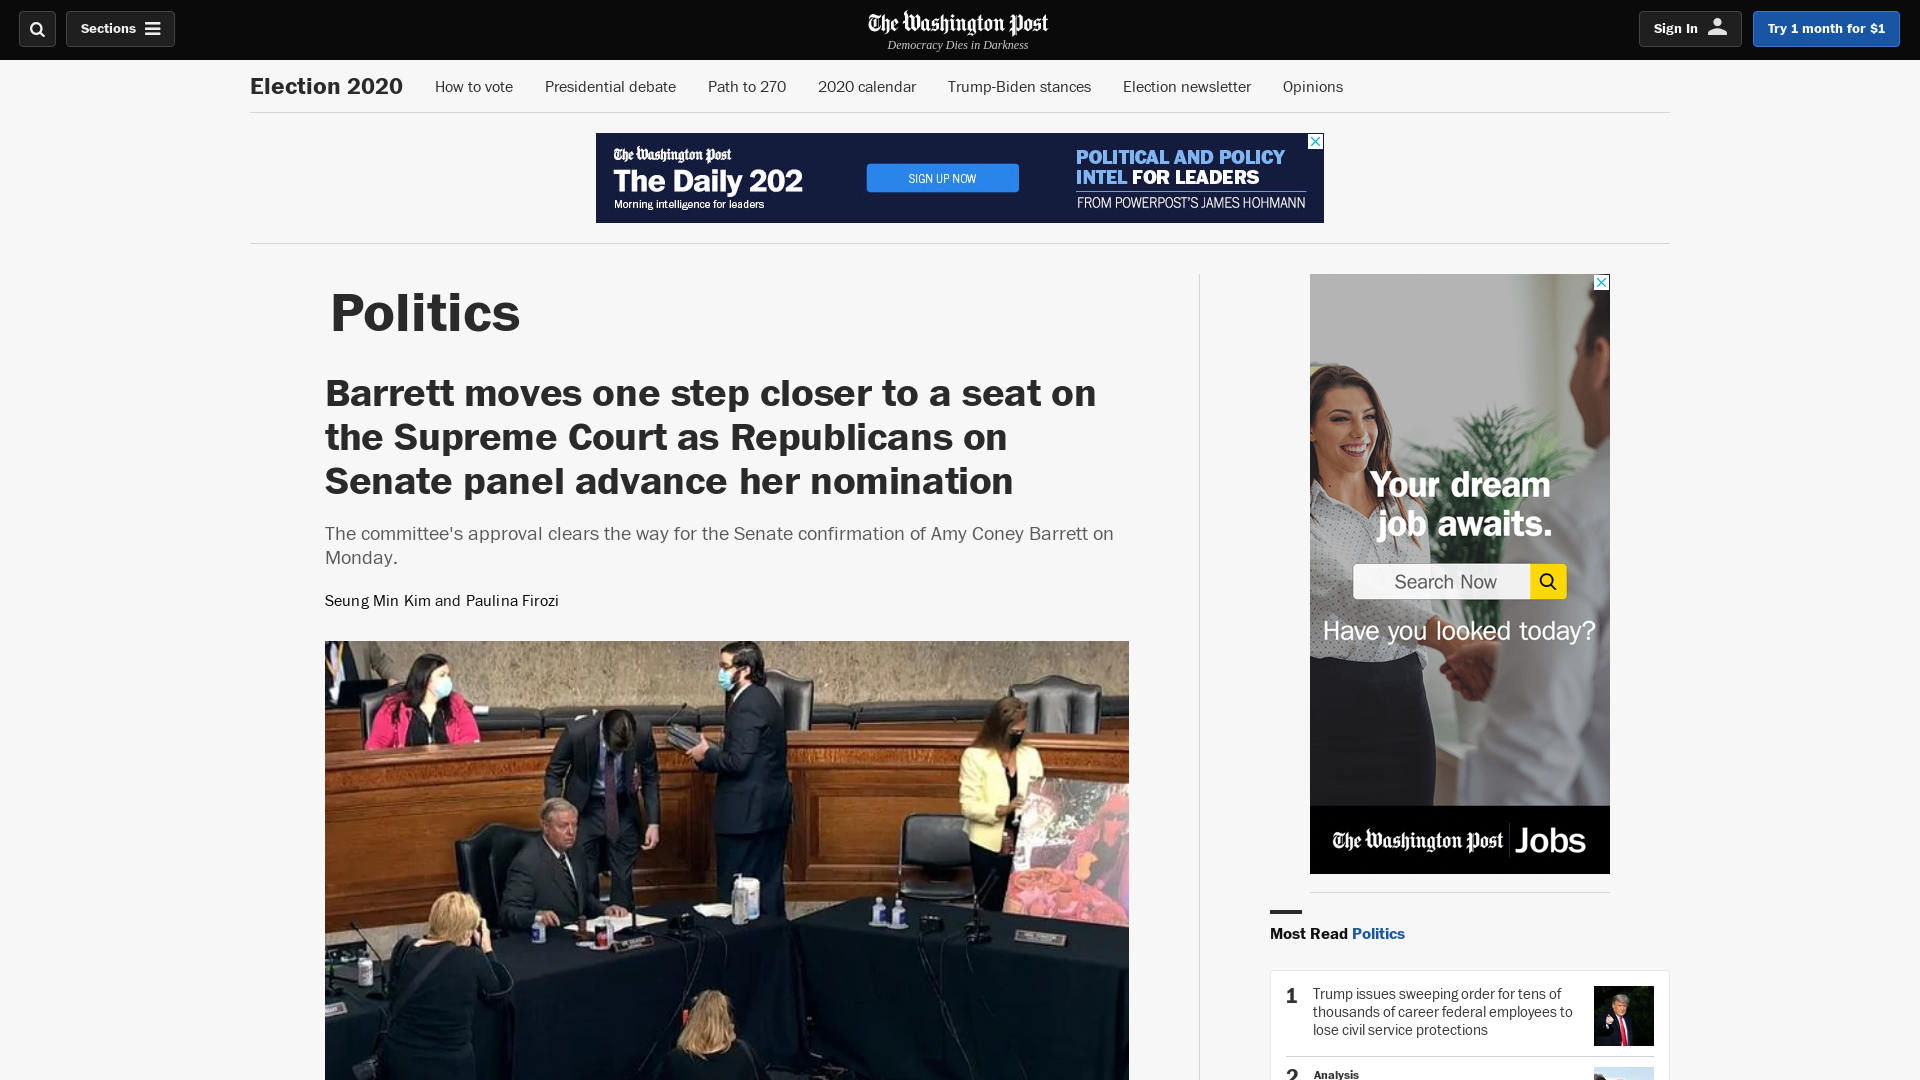 Sections
The Washington Post
Democracy Dies in Darkness
Sign In
Try 1 month for $1
Election 2020
How to vote
Presidential debate
Path to 270
2020 calendar
Trump-Biden stances
Election newsletter
Opinions
The Washington Post
The Daily 202
Morning intelligence for leaders
SIGN UP NOW
POLITICAL AND POLICY
INTEL FOR LEADERS
FROM POWERPOST'S JAMES HOHMANN
Politics
Barrett moves one step closer to a seat on
the Supreme Court as Republicans on
Senate panel advance her nomination
The committee's approval clears the way for the Senate confirmation of Amy Coney Barrett on
Monday.
Seung Min Kim and Paulina Firozi
Your dream
job awaits.
Search Now
Have you looked today?
The Washington Post Jobs
Most Read Politics
1
Trump issues sweeping order for tens of
thousands of career federal employees to
lose civil service protections
2
Analysis